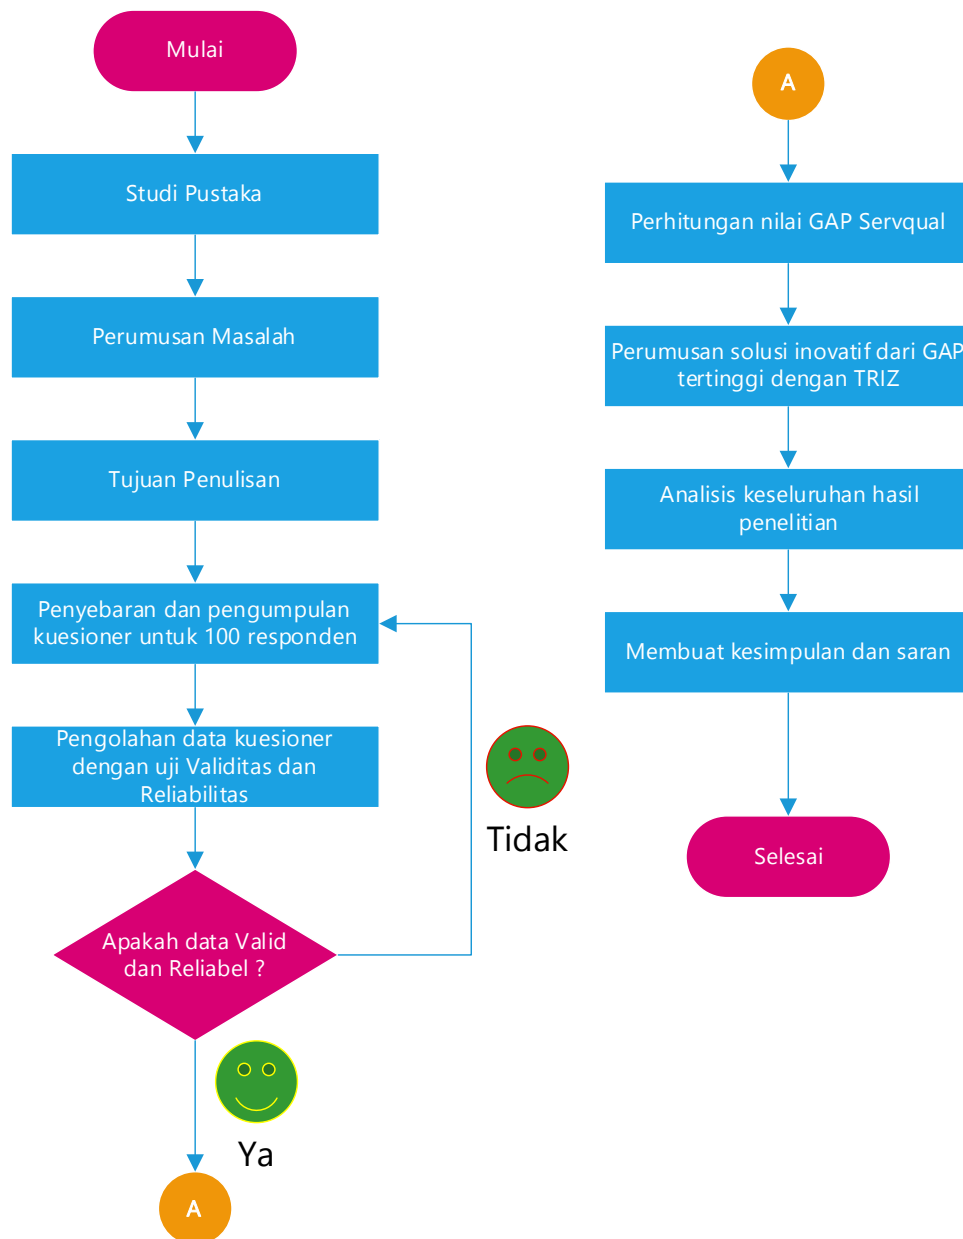 Mulai
Studi Pustaka
Perumusan Masalah
Tujuan Penulisan
Penyebaran dan pengumpulan
kuesioner untuk 100 responden
Pengolahan data kuesioner
dengan uji Validitas dan
Reliabilitas
Tidak
Apakah data Valid
dan Reliabel ?
Ya
A
A
Perhitungan nilai GAP Servqual
Perumusan solusi inovatif dari GAP
tertinggi dengan TRIZ
Analisis keseluruhan hasil
penelitian
Membuat kesimpulan dan saran
Selesai